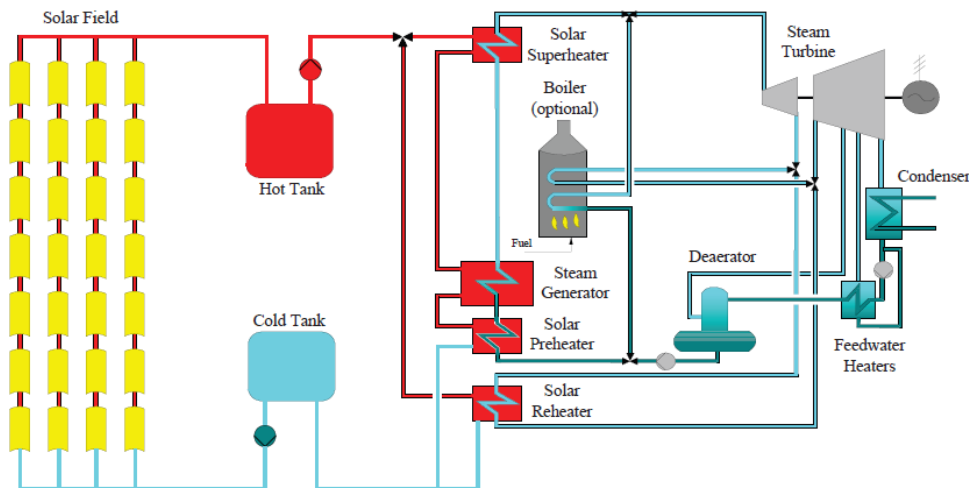 Solar Field
Solar
Superheater
Steam
Turbine
Boiler
(optional)
Hot Tank
Condenser
Fuel
Deaerator
Steam
Generator
Cold Tank
Solar
Preheater
Feedwater
Heaters
Solar
Reheater